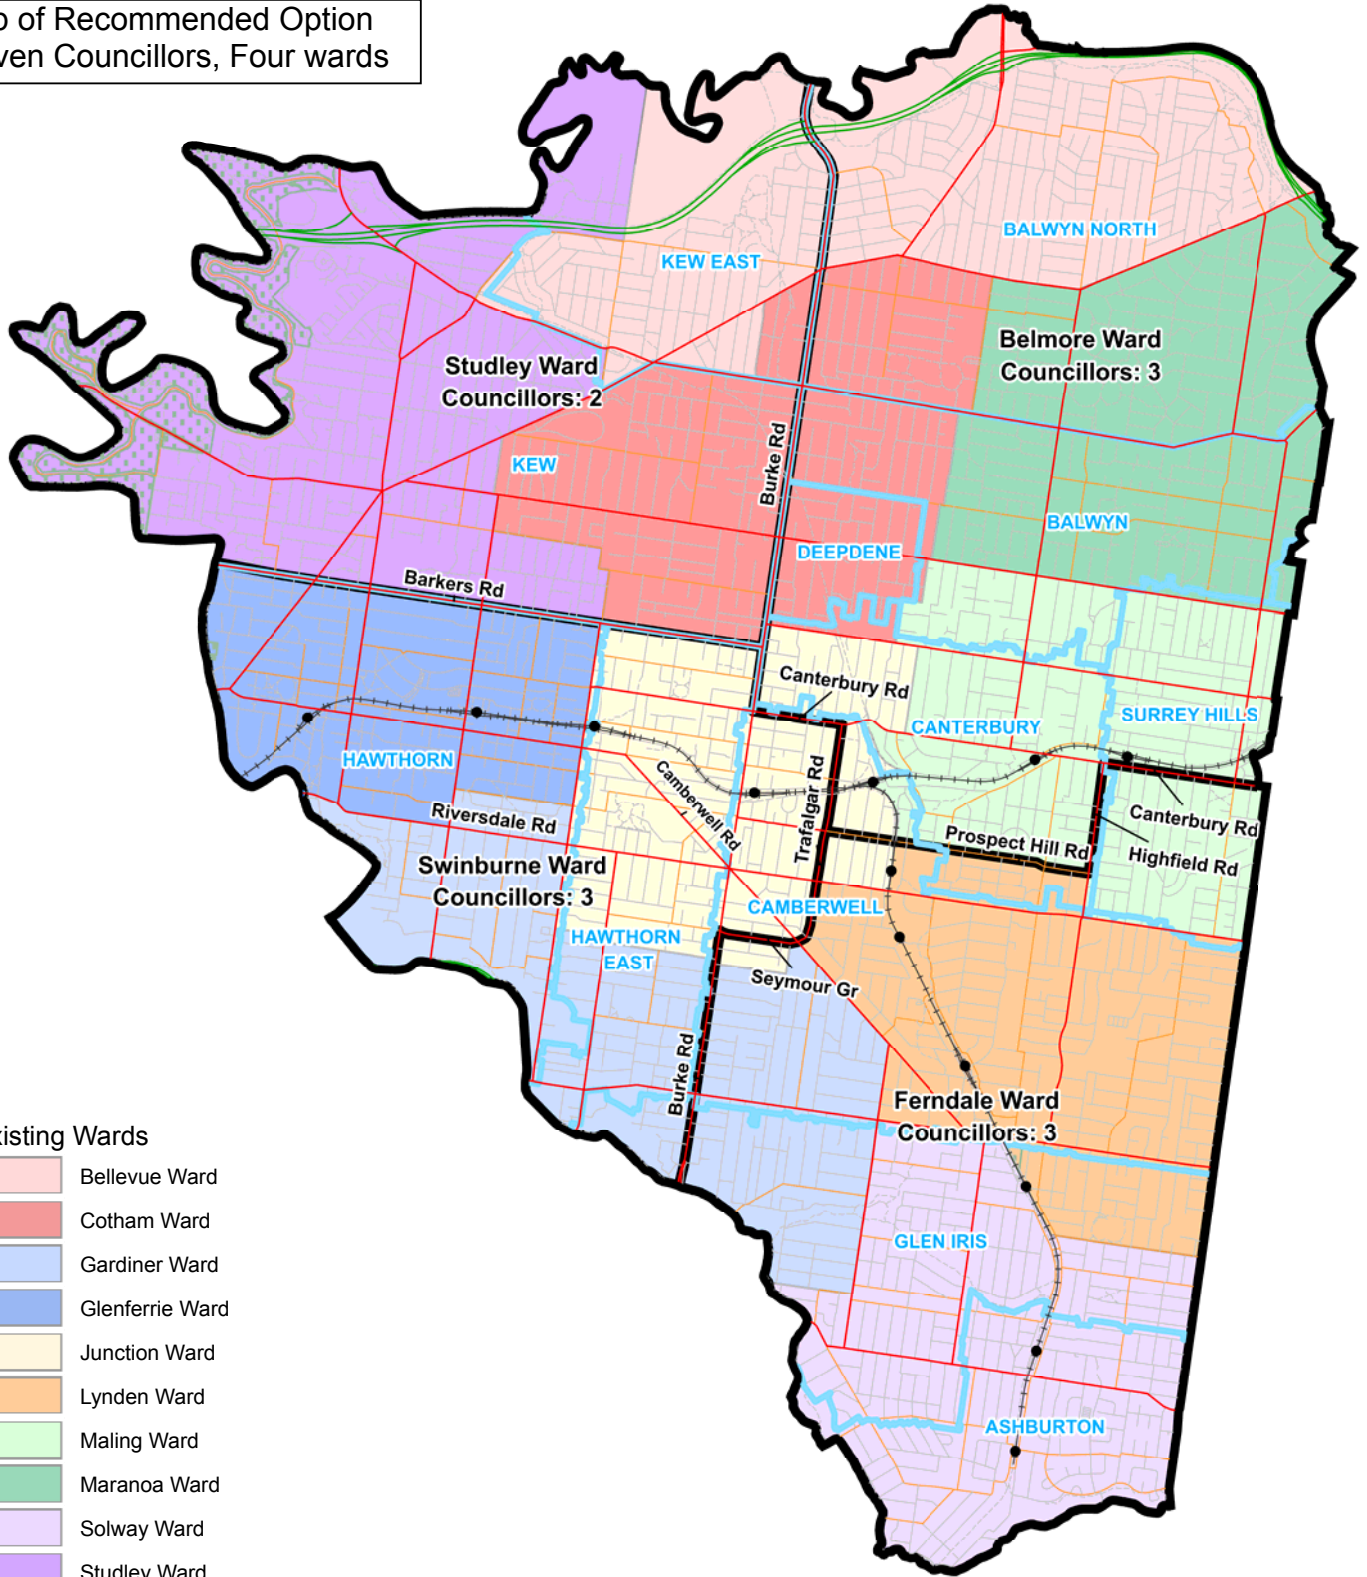 of Recommended Option
ven Councillors, Four wards
BALWYN NORTH
KEW EAST
Belmore Ward
Councillors: 3
Studley Ward
Councillors: 2
Burke Rd
KEW
BALWYN
DEEPDENE
Barkers Rd
Canterbury Rd
SURREY HILLS
CANTERBURY
HAWTHORN
Camberwell Rd
Trafalgar Rd
Riversdale Rd
Canterbury Rd
Prospect Hill Rd
Highfield Rd
Swinburne Ward
Councillors: 3
CAMBERWELL
HAWTHORN
EAST
Seymour Gr
Burke Rd
Ferndale Ward
Councillors: 3
GLEN IRIS
ASHBURTON
xisting Wards
Bellevue Ward
Cotham Ward
Gardiner Ward
Glenferrie Ward
Junction Ward
Lynden Ward
Maling Ward
Maranoa Ward
Solway Ward
Studley Ward